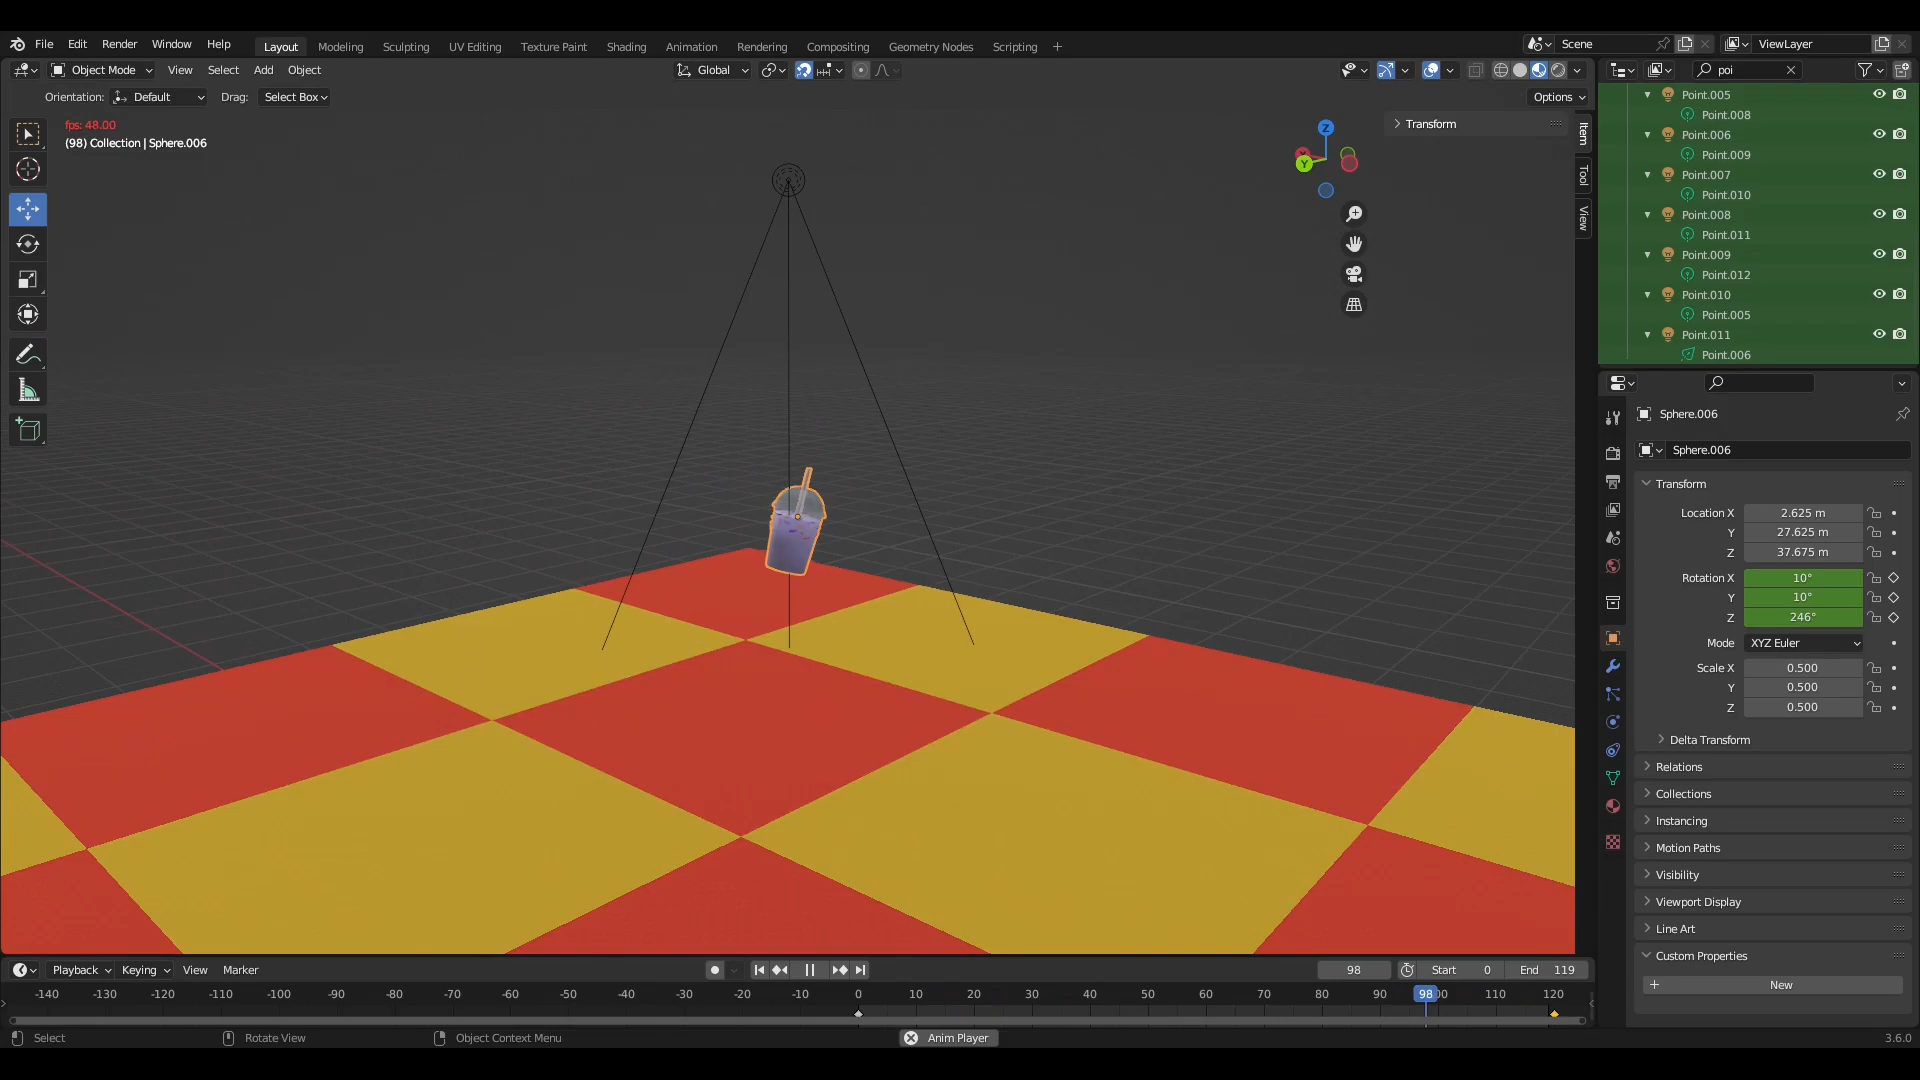 File Edit Render Window Help Layout Modeling Sculpting UV Editing Texture Paint Shading Animation Rendering Compositing Geometry Nodes Scripting + Scene ViewLayer
Object Mode View Select Add Object Global poi
Orientation: Default Drag: Select Box Options
fps: 48.00
(98) Collection | Sphere.006
Transform
Item
Tool
View
Z
X
Y
Point.005
Point.008
Point.006
Point.009
Point.007
Point.010
Point.008
Point.011
Point.009
Point.012
Point.010
Point.005
Point.011
Point.006
Sphere.006
Sphere.006
Transform
Location X 2.625 m
Y 27.625 m
Z 37.675 m
Rotation X 10°
Y 10°
Z 246°
Mode XYZ Euler
Scale X 0.500
Y 0.500
Z 0.500
Delta Transform
Relations
Collections
Instancing
Motion Paths
Visibility
Viewport Display
Line Art
Custom Properties
+ New
Playback Keying View Marker 98 Start 0 End 119
-140 -130 -120 -110 -100 -90 -80 -70 -60 -50 -40 -30 -20 -10 0 10 20 30 40 50 60 70 80 90 98 00 110 120
Select Rotate View Object Context Menu Anim Player 3.6.0